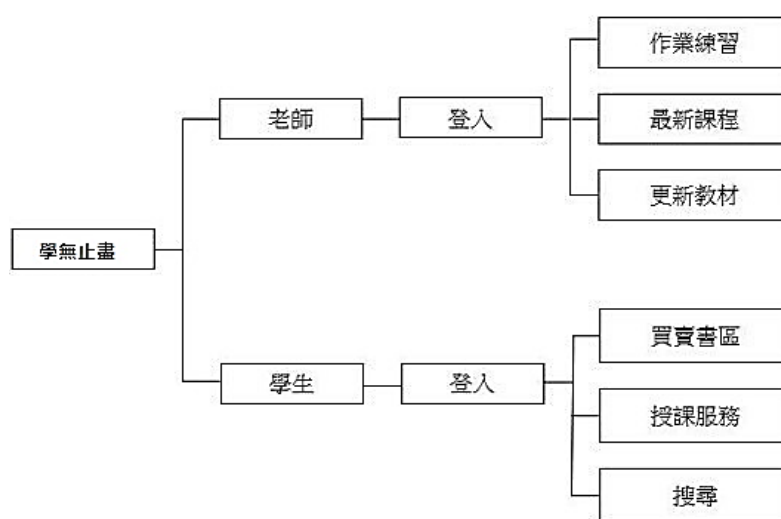 學無止盡
老師
登入
作業練習
最新課程
更新教材
學生
登入
買賣書區
授課服務
搜尋